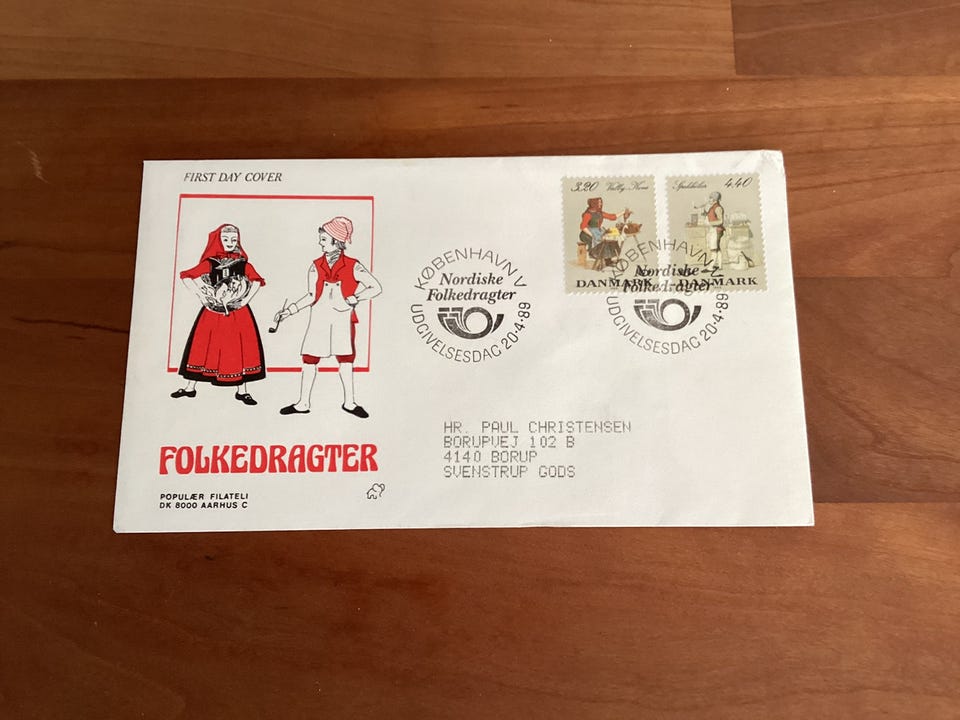 FIRST DAY COVER
3.20 Valby-Kone
DANMARK
4.40
DANMARK
KØBENHAVN V
Nordiske
Folkedragter
UDGIVELSESDAG 20.4.89
KØBENHAVN V
Nordiske
Folkedragter
UDGIVELSESDAG 20.4.89
HR. PAUL CHRISTENSEN
BORUPVEJ 102 B
4140 BORUP
SVENSTRUP GODS
FOLKEDRAGTER
POPULÆR FILATELI
DK 8000 AARHUS C